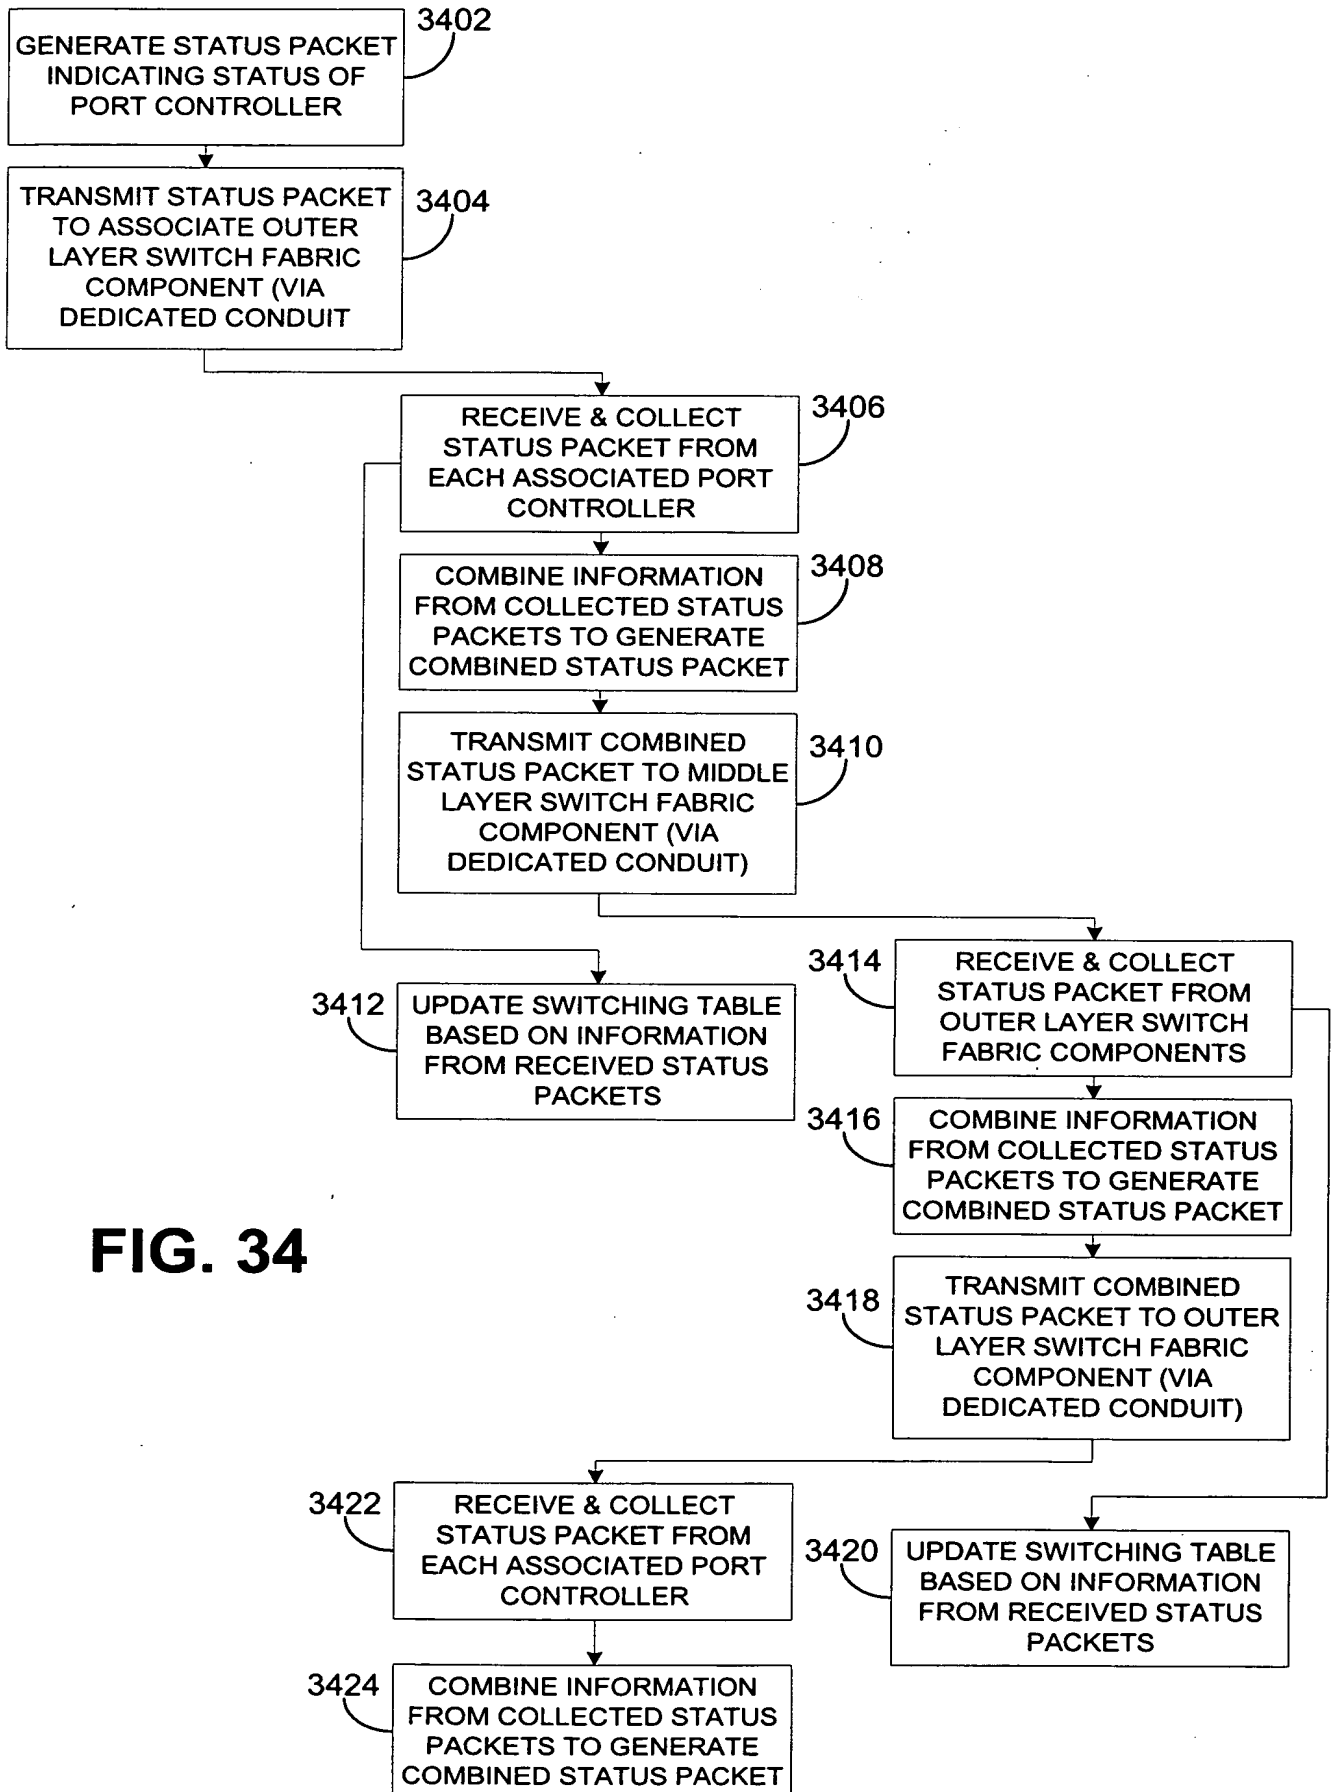 3402
GENERATE STATUS PACKET
INDICATING STATUS OF
PORT CONTROLLER
3404
TRANSMIT STATUS PACKET
TO ASSOCIATE OUTER
LAYER SWITCH FABRIC
COMPONENT (VIA
DEDICATED CONDUIT
3406
RECEIVE & COLLECT
STATUS PACKET FROM
EACH ASSOCIATED PORT
CONTROLLER
3408
COMBINE INFORMATION
FROM COLLECTED STATUS
PACKETS TO GENERATE
COMBINED STATUS PACKET
3410
TRANSMIT COMBINED
STATUS PACKET TO MIDDLE
LAYER SWITCH FABRIC
COMPONENT (VIA
DEDICATED CONDUIT)
3412
UPDATE SWITCHING TABLE
BASED ON INFORMATION
FROM RECEIVED STATUS
PACKETS
3414
RECEIVE & COLLECT
STATUS PACKET FROM
OUTER LAYER SWITCH
FABRIC COMPONENTS
3416
COMBINE INFORMATION
FROM COLLECTED STATUS
PACKETS TO GENERATE
COMBINED STATUS PACKET
FIG. 34
3418
TRANSMIT COMBINED
STATUS PACKET TO OUTER
LAYER SWITCH FABRIC
COMPONENT (VIA
DEDICATED CONDUIT)
3422
RECEIVE & COLLECT
STATUS PACKET FROM
EACH ASSOCIATED PORT
CONTROLLER
3420
UPDATE SWITCHING TABLE
BASED ON INFORMATION
FROM RECEIVED STATUS
PACKETS
3424
COMBINE INFORMATION
FROM COLLECTED STATUS
PACKETS TO GENERATE
COMBINED STATUS PACKET